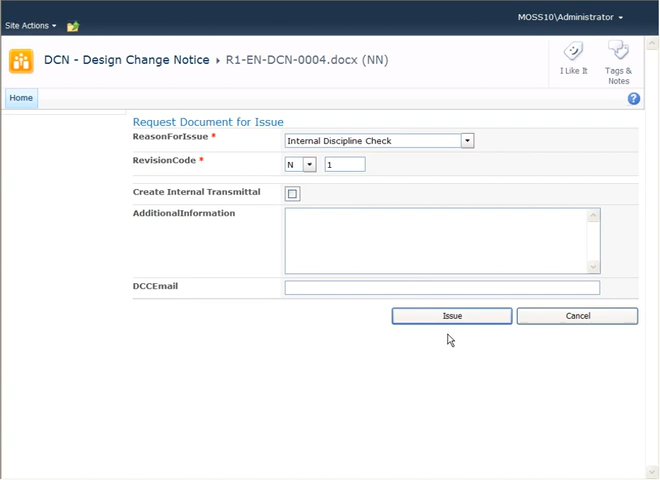 MOSS10\Administrator
Site Actions
DCN - Design Change Notice R1-EN-DCN-0004.docx (NN)
I Like It
Tags & Notes
Home
Request Document for Issue
ReasonForIssue * Internal Discipline Check
RevisionCode * N 1
Create Internal Transmittal
AdditionalInformation
DCCEmail
Issue Cancel